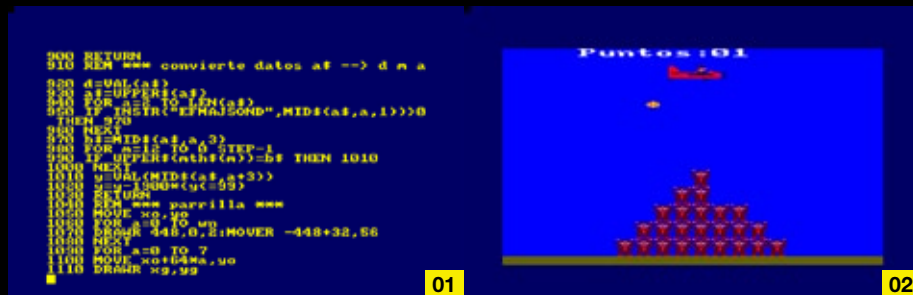 900 RETURN
910 REM *** convierte datos a$ --> d m a
920 d=VAL(a$)
930 a$=UPPER$(a$)
940 FOR a=2 TO LEN(a$)
950 IF INSTR("EFMAJSOND",MID$(a$,a,1))>0
THEN 970
960 NEXT
970 b$=MID$(a$,a,3)
980 FOR m=12 TO 0 STEP-1
990 IF UPPER$(mth$(m))=b$ THEN 1010
1000 NEXT
1010 y=VAL(MID$(a$,a+3))
1020 y=y-1900*(y<=99)
1030 RETURN
1040 REM *** parrilla ***
1050 MOVE xo,yo
1060 FOR a=0 TO wn
1070 DRAWR 448,0,2:MOVER -448+32,56
1080 NEXT
1090 FOR a=0 TO 7
1100 MOVE xo+64*a,yo
1110 DRAWR xg,yg
01
Puntos:01
02